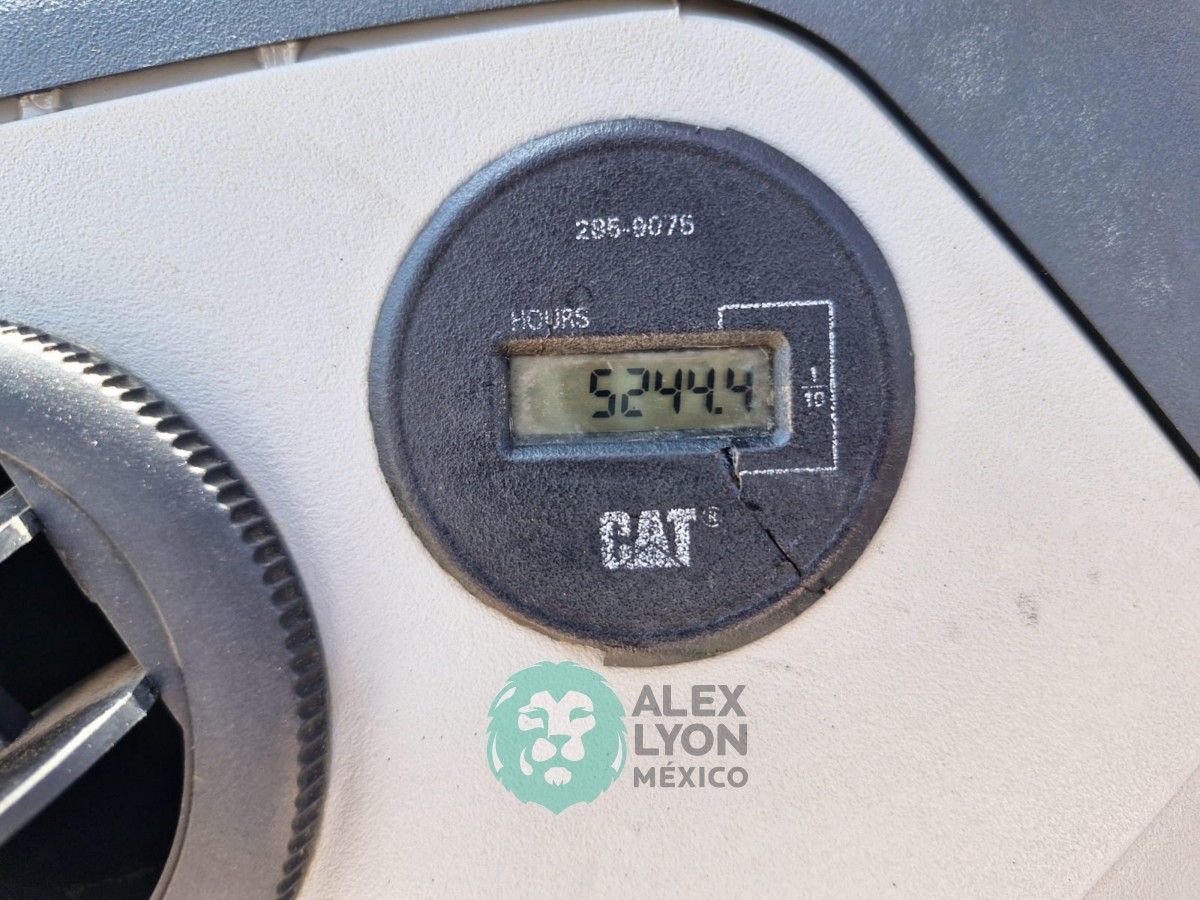 285-9075
HOURS
5244.4
1
10
CAT®
ALEX
LYON
MÉXICO